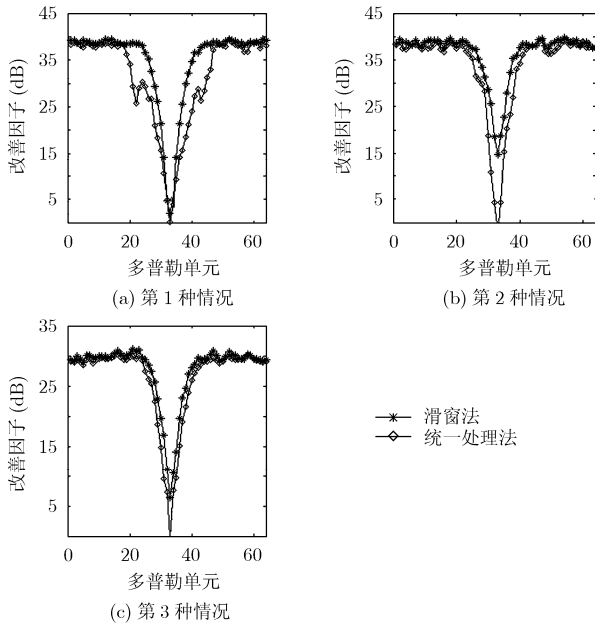 45
35
25
15
5
改善因子 (dB)
0 20 40 60
多普勒单元
(a) 第 1 种情况
45
35
25
15
5
改善因子 (dB)
0 20 40 60
多普勒单元
(b) 第 2 种情况
35
25
15
5
改善因子 (dB)
0 20 40 60
多普勒单元
(c) 第 3 种情况
滑窗法
统一处理法